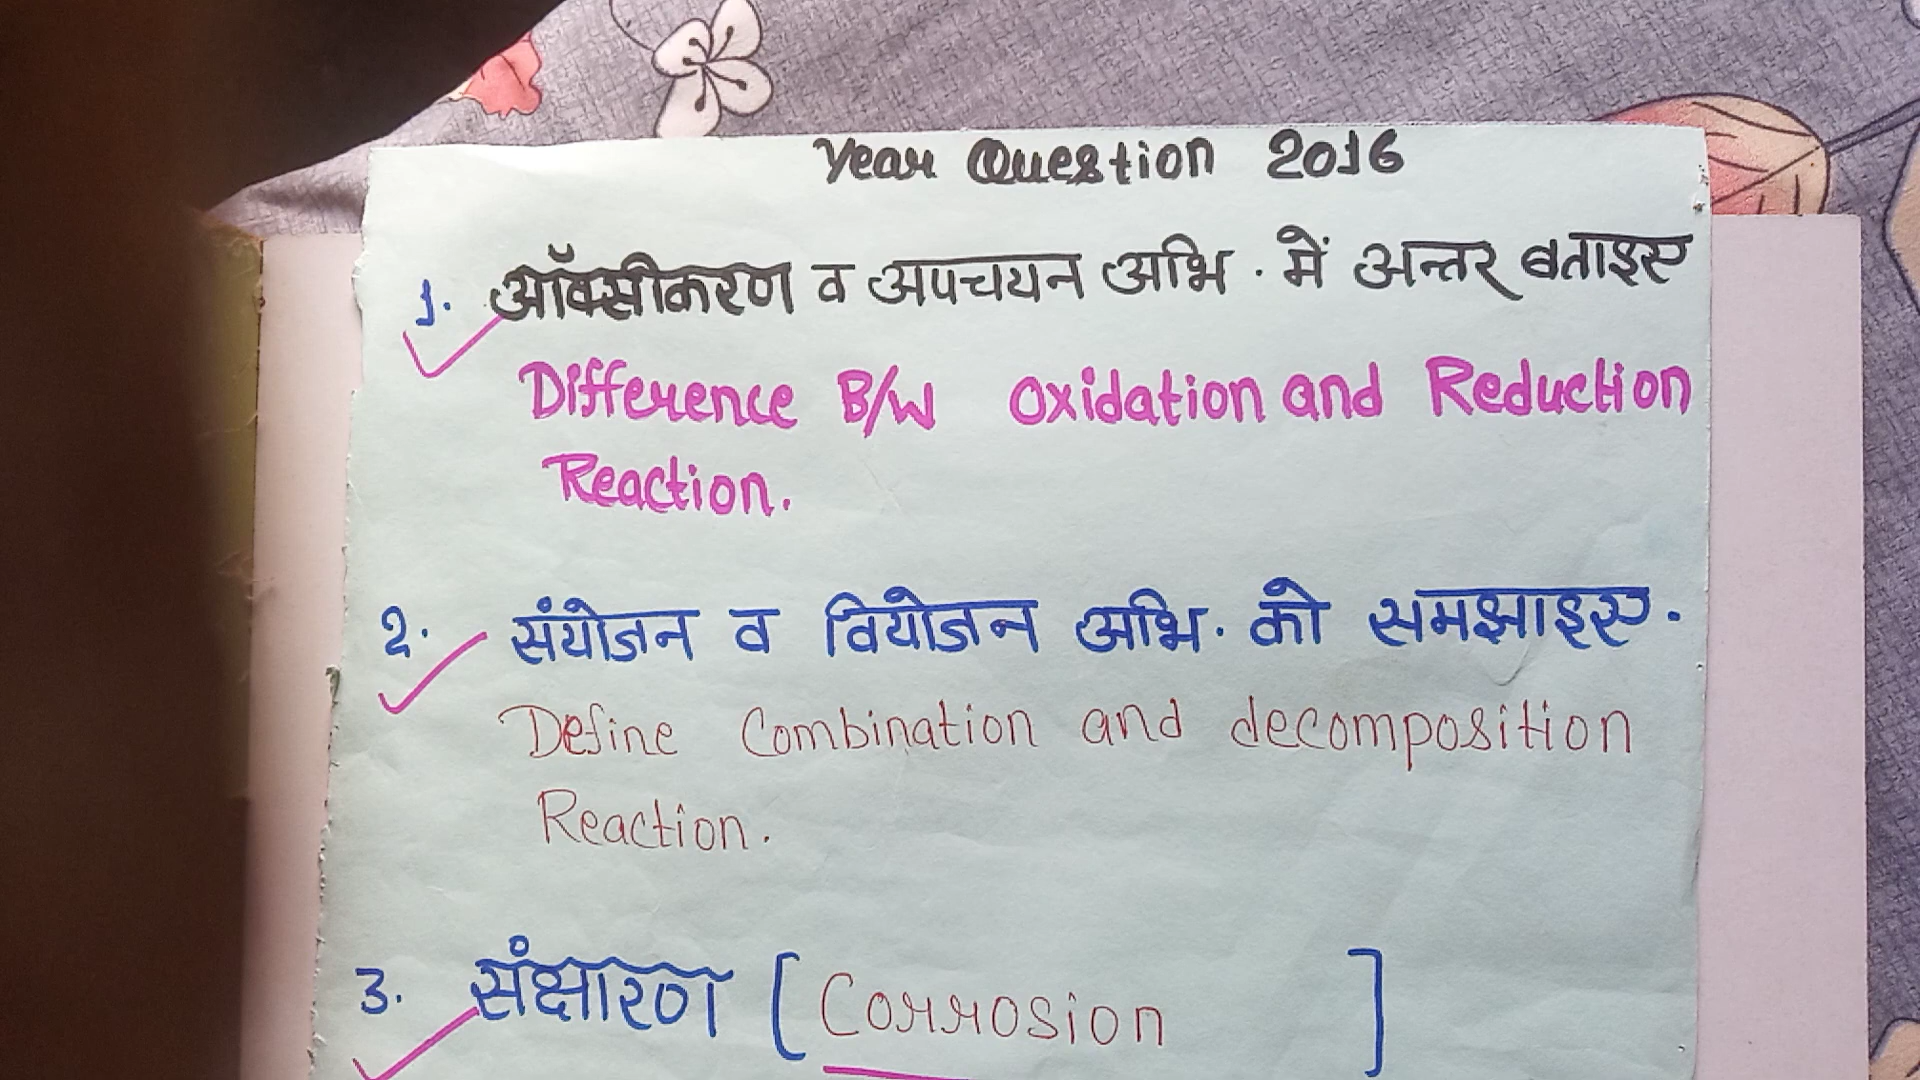 Year Question 2016
1. ऑक्सीकरण व अपचयन अभि. में अन्तर बताइए
Difference B/W Oxidation and Reduction
Reaction.
2. संयोजन व वियोजन अभि. को समझाइए.
Define Combination and decomposition
Reaction.
3. संक्षारण [Corrosion ]